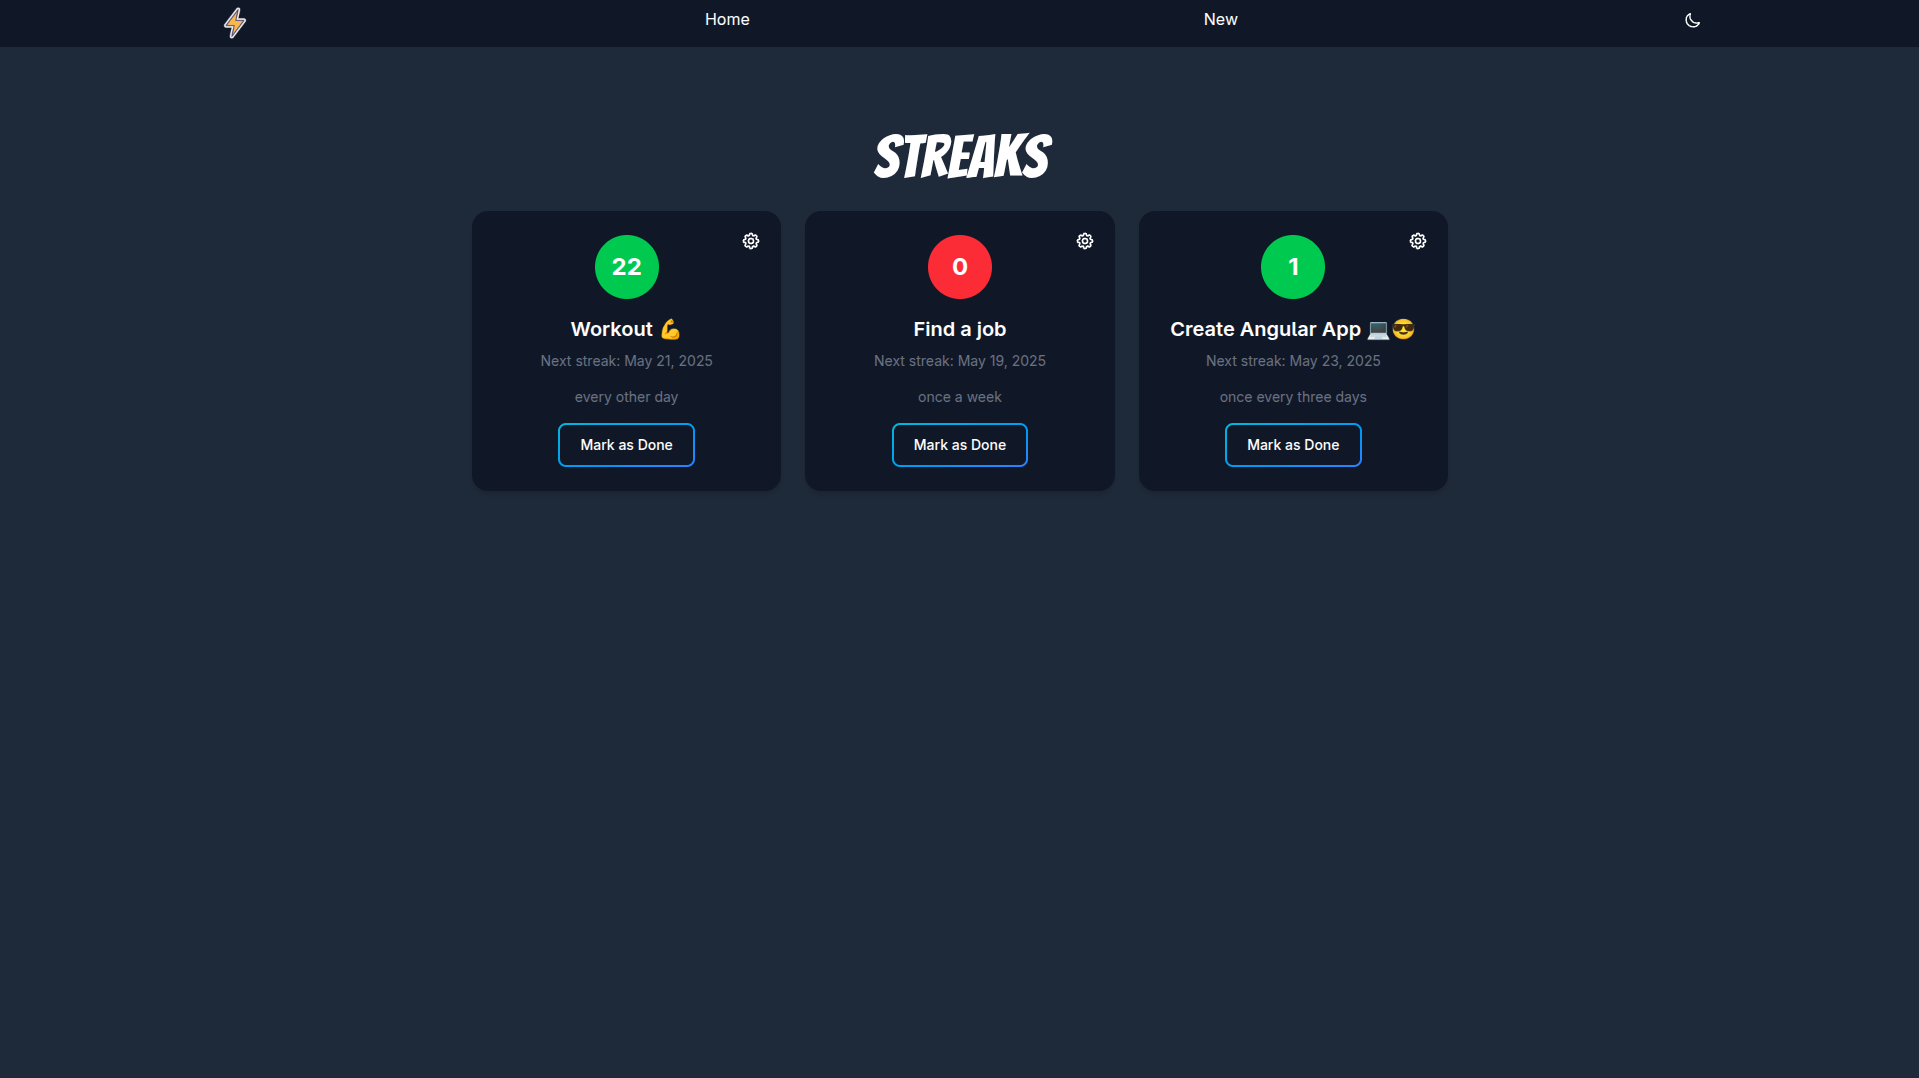 Home New
STREAKS
22
Workout 💪
Next streak: May 21, 2025
every other day
Mark as Done
0
Find a job
Next streak: May 19, 2025
once a week
Mark as Done
1
Create Angular App 💻😎
Next streak: May 23, 2025
once every three days
Mark as Done